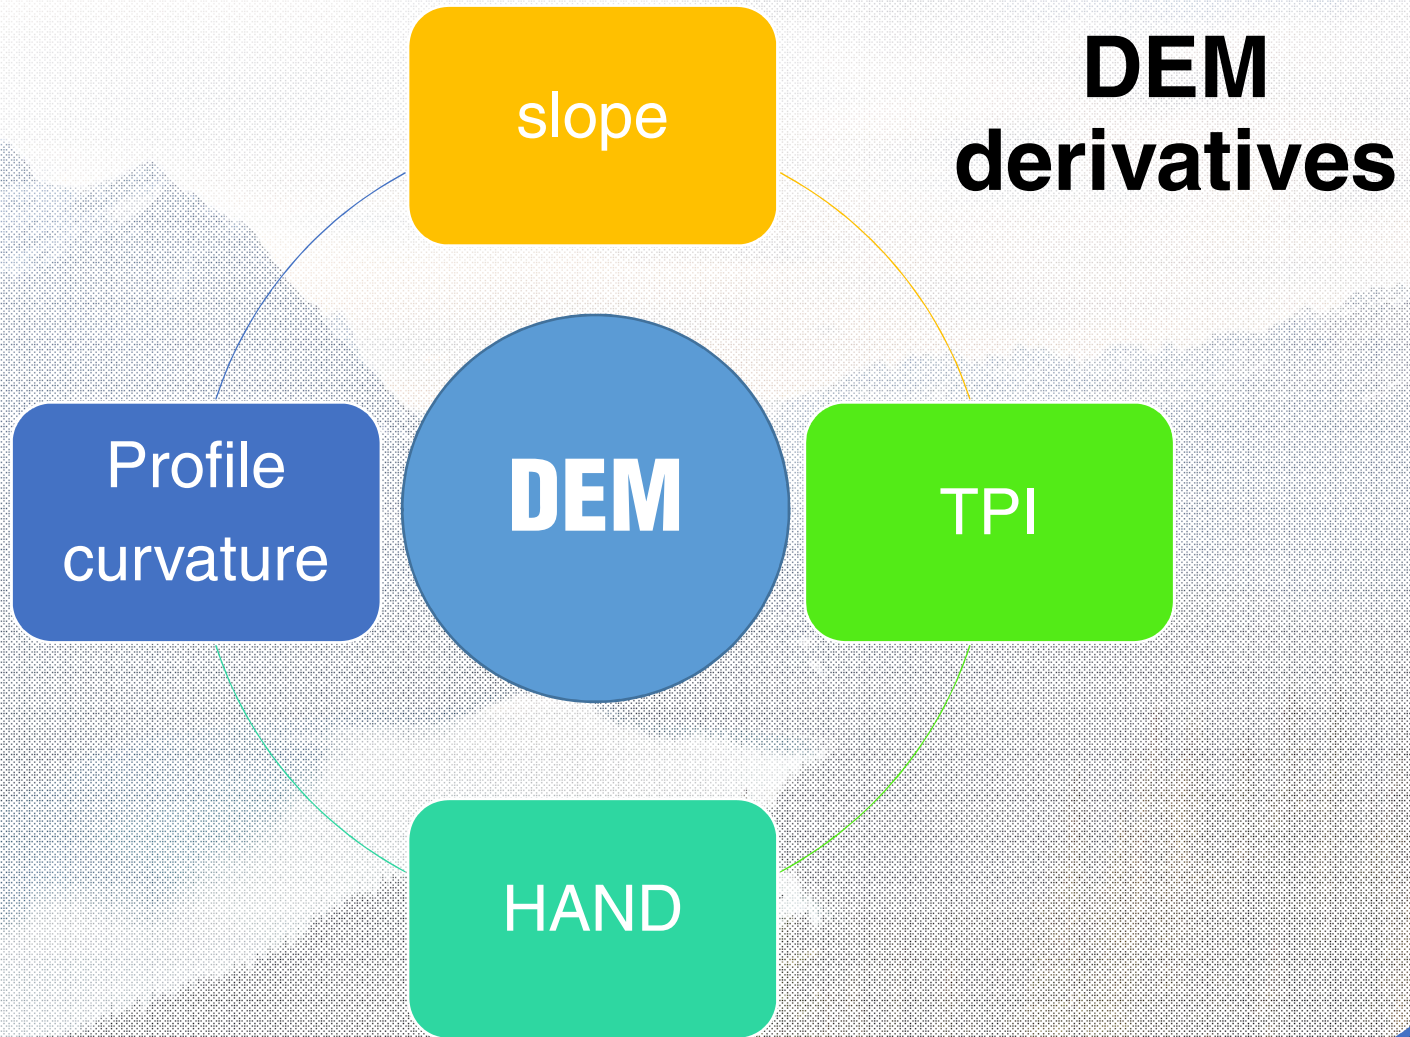 DEM
derivatives
slope
Profile
curvature
DEM
TPI
HAND